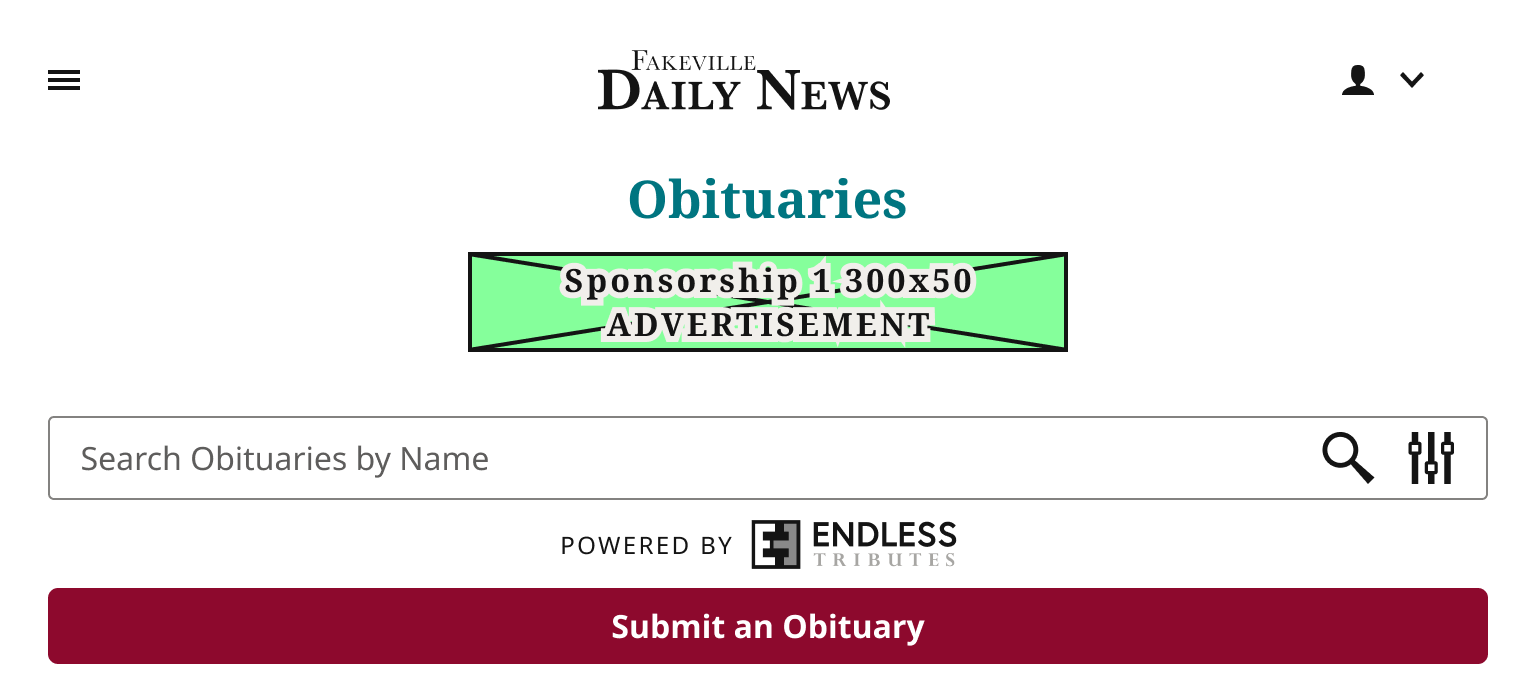 Fakeville
Daily News
Obituaries
Sponsorship 1 300x50
ADVERTISEMENT
Search Obituaries by Name
POWERED BY ENDLESS
TRIBUTES
Submit an Obituary